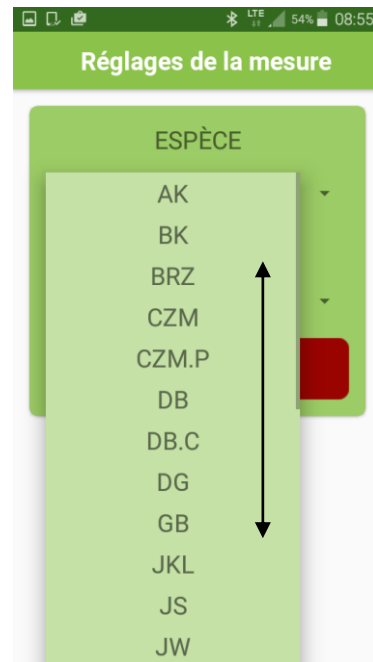 LTE 54% 08:55
Réglages de la mesure
ESPÈCE
AK
BK
BRZ
CZM
CZM.P
DB
DB.C
DG
GB
JKL
JS
JW